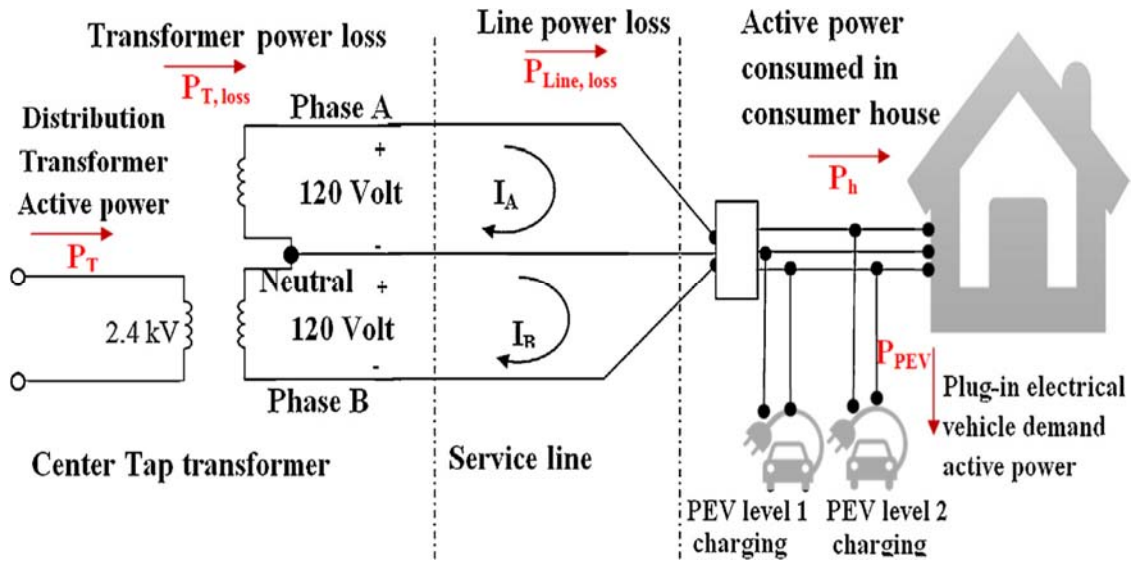 Transformer power loss
P_T, loss
Line power loss
P_Line, loss
Active power
consumed in
consumer house
P_h
Distribution
Transformer
Active power
P_T
2.4 kV
Phase A
+
120 Volt
-
I_A
Neutral
+
120 Volt
-
I_B
Phase B
Center Tap transformer
Service line
P_PEV
Plug-in electrical
vehicle demand
active power
PEV level 1
charging
PEV level 2
charging